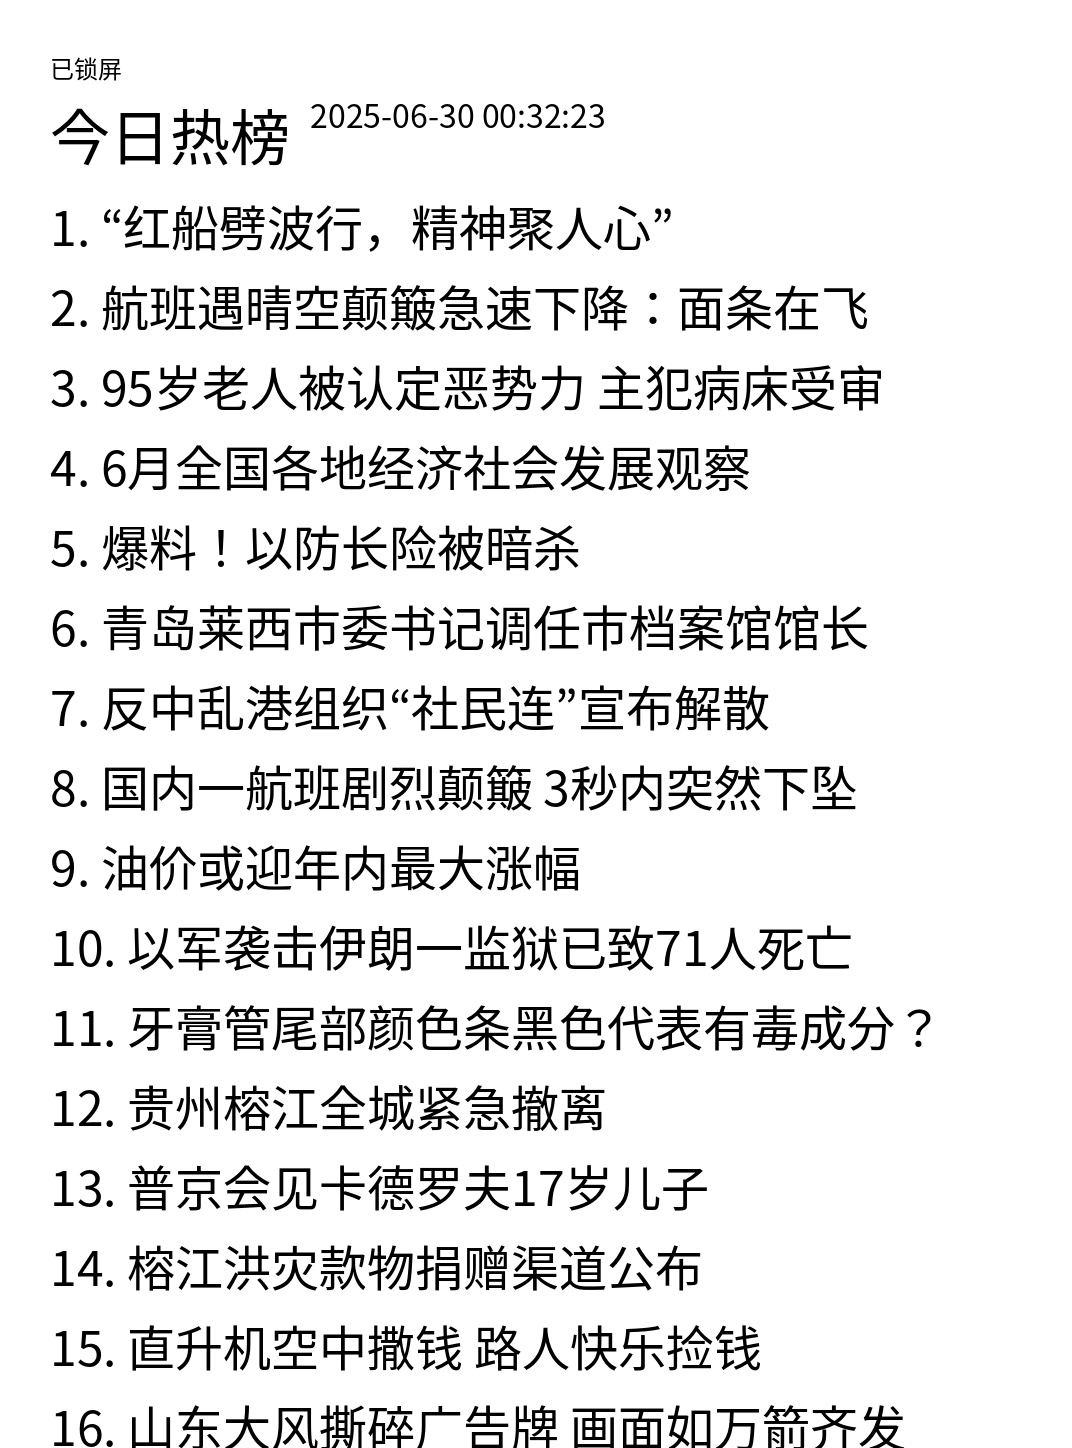 已锁屏
今日热榜 2025-06-30 00:32:23
1. “红船劈波行，精神聚人心”
2. 航班遇晴空颠簸急速下降：面条在飞
3. 95岁老人被认定恶势力 主犯病床受审
4. 6月全国各地经济社会发展观察
5. 爆料！以防长险被暗杀
6. 青岛莱西市委书记调任市档案馆馆长
7. 反中乱港组织“社民连”宣布解散
8. 国内一航班剧烈颠簸 3秒内突然下坠
9. 油价或迎年内最大涨幅
10. 以军袭击伊朗一监狱已致71人死亡
11. 牙膏管尾部颜色条黑色代表有毒成分？
12. 贵州榕江全城紧急撤离
13. 普京会见卡德罗夫17岁儿子
14. 榕江洪灾款物捐赠渠道公布
15. 直升机空中撒钱 路人快乐捡钱
16. 山东大风撕碎广告牌 画面如万箭齐发